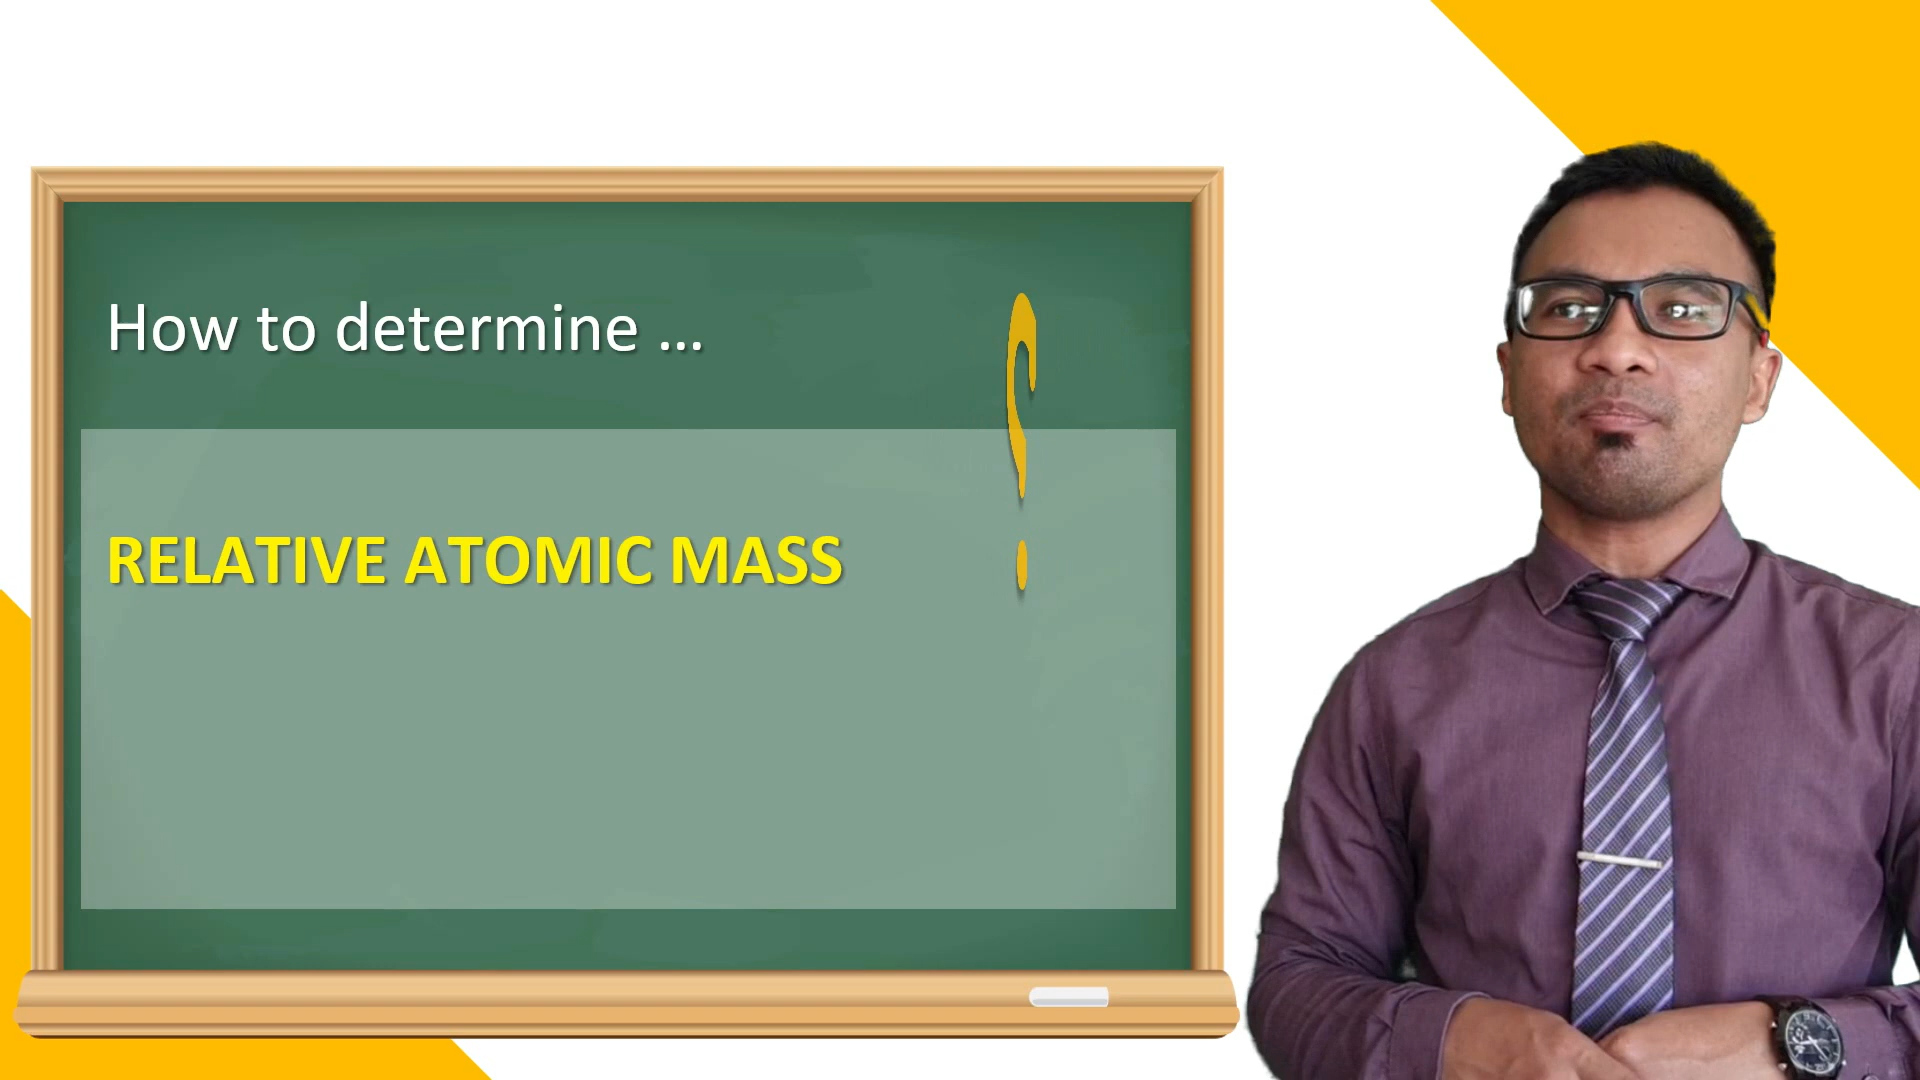 How to determine ...
?
RELATIVE ATOMIC MASS